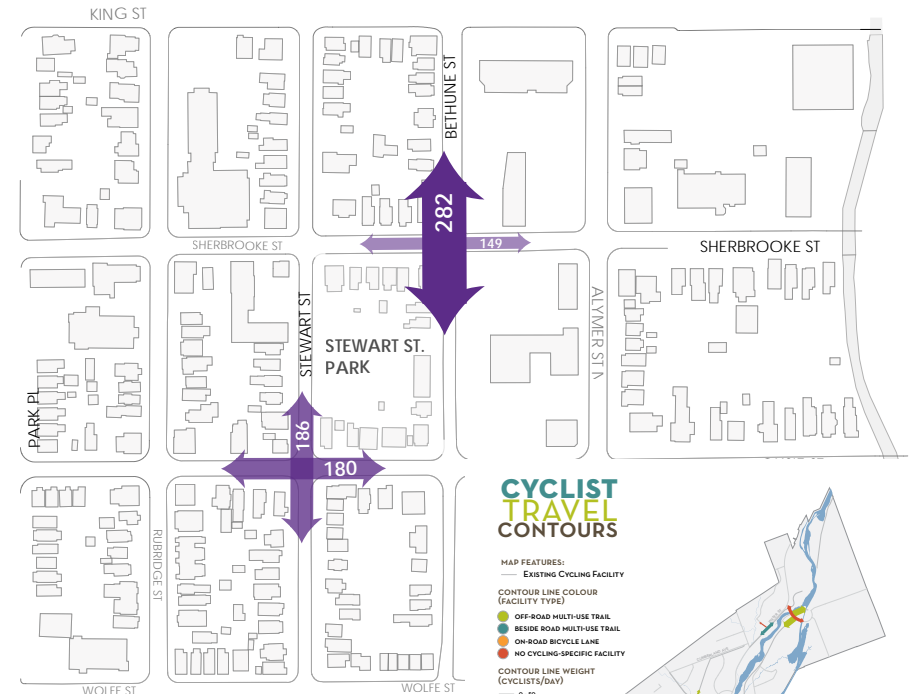 KING ST
BETHUNE ST
282
149
SHERBROOKE ST
SHERBROOKE ST
STEWART ST
STEWART ST.
PARK
ALYMER ST N
PARK PL
186
180
RUBRIDGE ST
WOLFE ST
WOLFE ST
CYCLIST
TRAVEL
CONTOURS
MAP FEATURES:
EXISTING CYCLING FACILITY
CONTOUR LINE COLOUR
(FACILITY TYPE)
OFF-ROAD MULTI-USE TRAIL
BESIDE ROAD MULTI-USE TRAIL
ON-ROAD BICYCLE LANE
NO CYCLING-SPECIFIC FACILITY
CONTOUR LINE WEIGHT
(CYCLISTS/DAY)